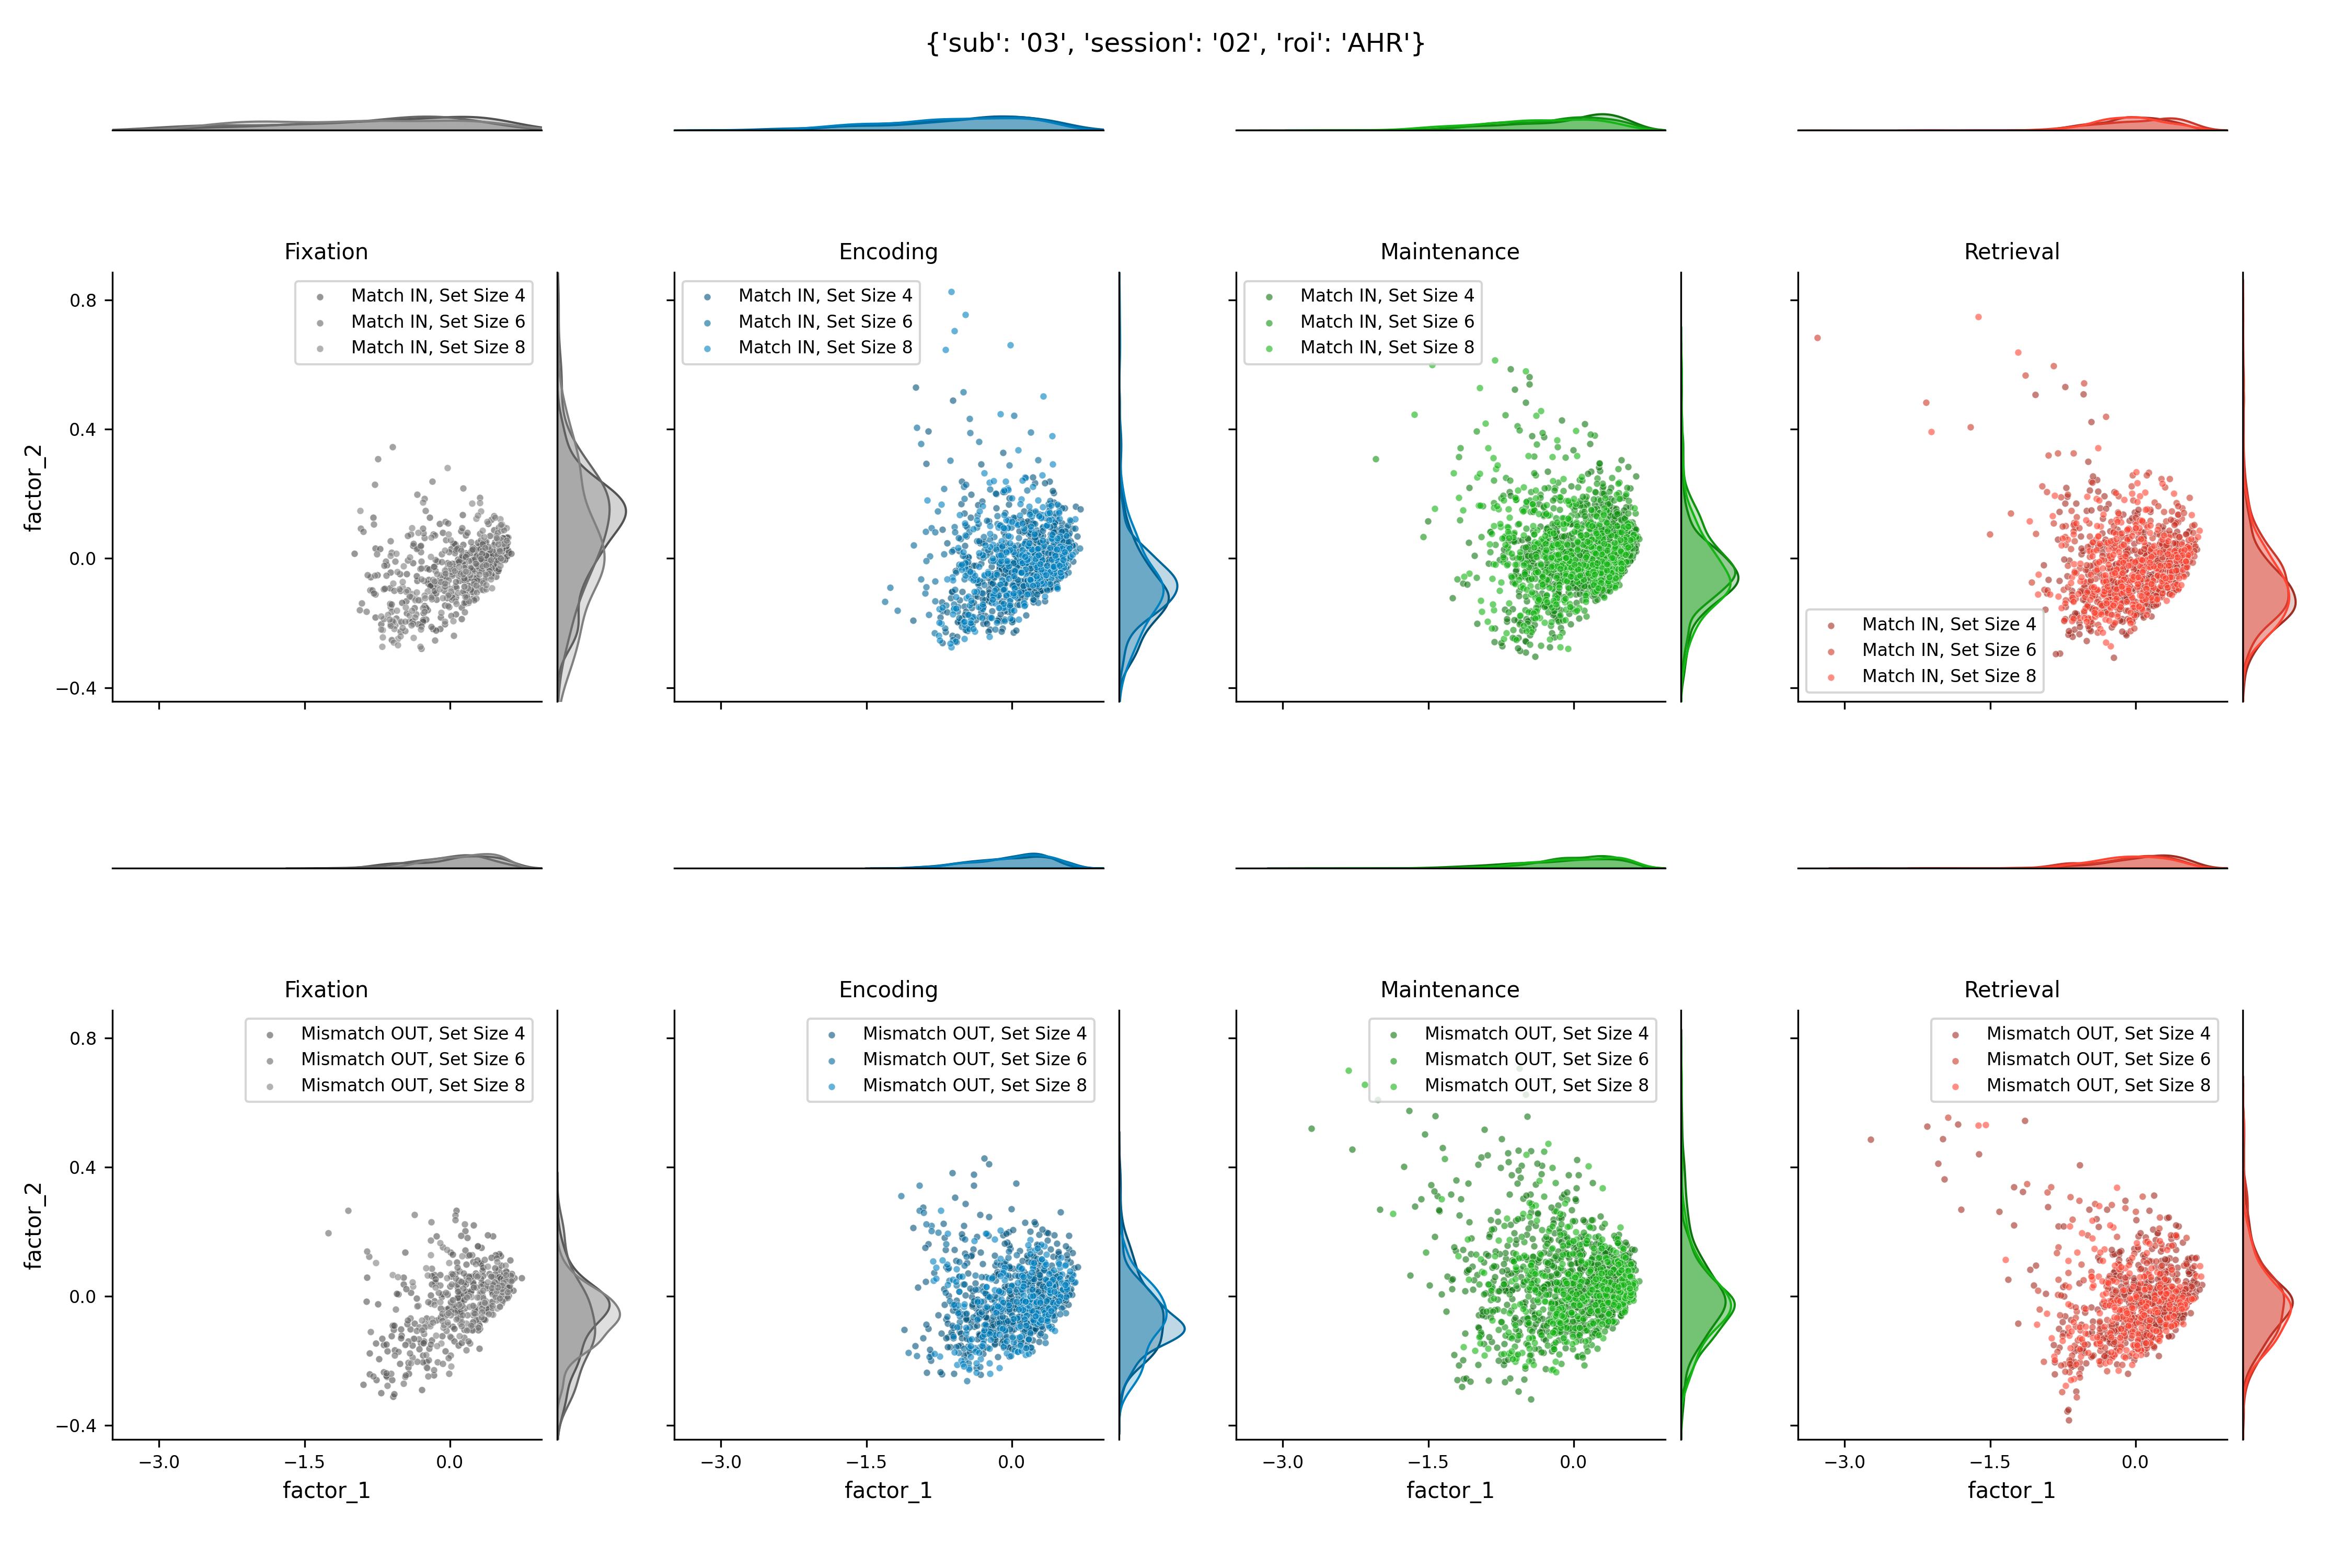 {'sub': '03', 'session': '02', 'roi': 'AHR'}
Fixation
Encoding
Maintenance
Retrieval
Match IN, Set Size 4
Match IN, Set Size 6
Match IN, Set Size 8
Match IN, Set Size 4
Match IN, Set Size 6
Match IN, Set Size 8
Match IN, Set Size 4
Match IN, Set Size 6
Match IN, Set Size 8
Match IN, Set Size 4
Match IN, Set Size 6
Match IN, Set Size 8
factor_2
0.8
0.4
0.0
−0.4
Fixation
Encoding
Maintenance
Retrieval
Mismatch OUT, Set Size 4
Mismatch OUT, Set Size 6
Mismatch OUT, Set Size 8
Mismatch OUT, Set Size 4
Mismatch OUT, Set Size 6
Mismatch OUT, Set Size 8
Mismatch OUT, Set Size 4
Mismatch OUT, Set Size 6
Mismatch OUT, Set Size 8
Mismatch OUT, Set Size 4
Mismatch OUT, Set Size 6
Mismatch OUT, Set Size 8
factor_2
0.8
0.4
0.0
−0.4
−3.0 −1.5 0.0
−3.0 −1.5 0.0
−3.0 −1.5 0.0
−3.0 −1.5 0.0
factor_1
factor_1
factor_1
factor_1